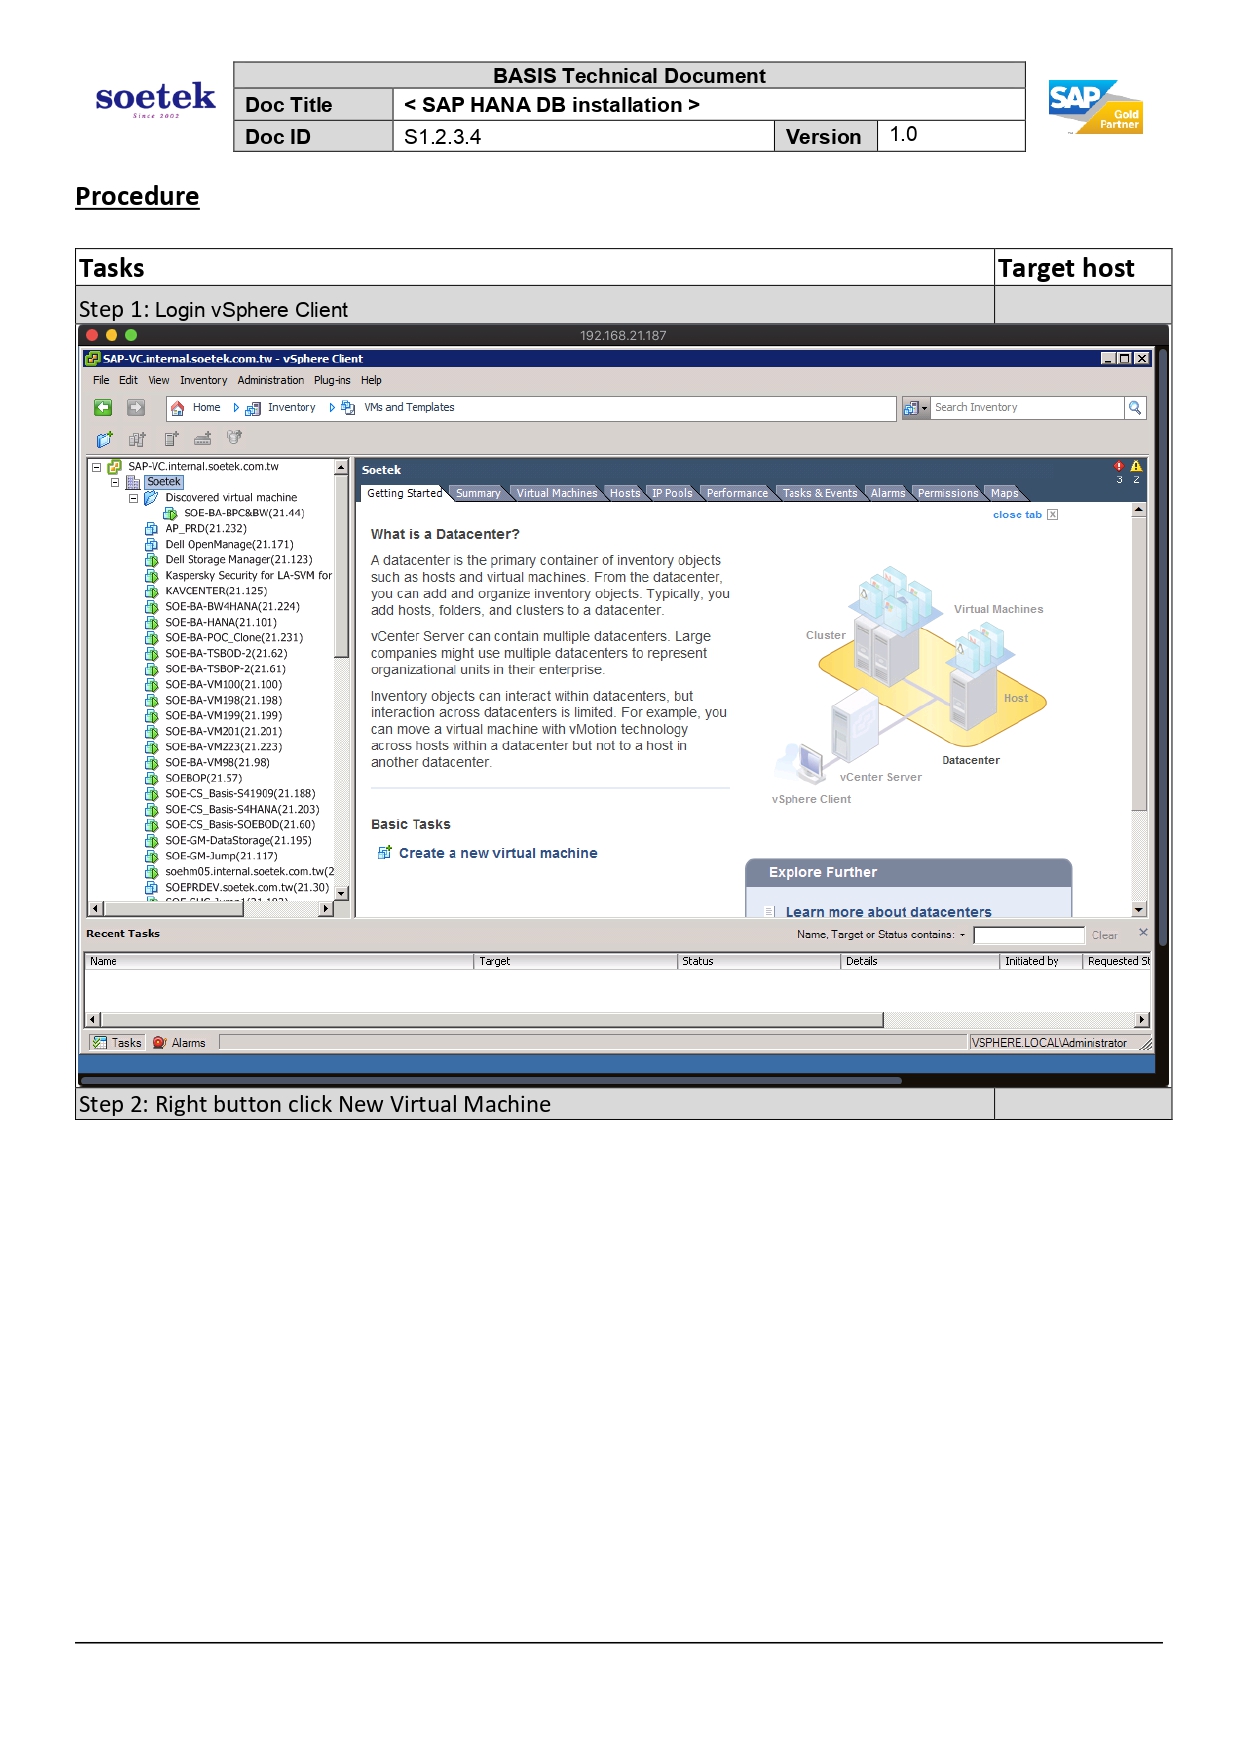 soetek
Since 2002
BASIS Technical Document
Doc Title
< SAP HANA DB installation >
Doc ID
S1.2.3.4
Version
1.0
SAP
Gold
Partner
Procedure
Tasks
Target host
Step 1: Login vSphere Client
192.168.21.187
SAP-VC.internal.soetek.com.tw - vSphere Client
File Edit View Inventory Administration Plug-ins Help
Home Inventory VMs and Templates
Search Inventory
SAP-VC.internal.soetek.com.tw
Soetek
Discovered virtual machine
SOE-BA-BPC&BW(21.44)
AP_PRD(21.232)
Dell OpenManage(21.171)
Dell Storage Manager(21.123)
Kaspersky Security for LA-SVM for
KAVCENTER(21.125)
SOE-BA-BW4HANA(21.224)
SOE-BA-HANA(21.101)
SOE-BA-POC_Clone(21.231)
SOE-BA-TSBOD-2(21.62)
SOE-BA-TSBOP-2(21.61)
SOE-BA-VM100(21.100)
SOE-BA-VM198(21.198)
SOE-BA-VM199(21.199)
SOE-BA-VM201(21.201)
SOE-BA-VM223(21.223)
SOE-BA-VM98(21.98)
SOEBOP(21.57)
SOE-CS_Basis-S41909(21.188)
SOE-CS_Basis-S4HANA(21.203)
SOE-CS_Basis-SOEBOD(21.60)
SOE-GM-DataStorage(21.195)
SOE-GM-Jump(21.117)
soehm05.internal.soetek.com.tw(2
SOEPRDEV.soetek.com.tw(21.30)
Soetek
3 2
Getting Started Summary Virtual Machines Hosts IP Pools Performance Tasks & Events Alarms Permissions Maps
close tab
What is a Datacenter?
A datacenter is the primary container of inventory objects
such as hosts and virtual machines. From the datacenter,
you can add and organize inventory objects. Typically, you
add hosts, folders, and clusters to a datacenter.
vCenter Server can contain multiple datacenters. Large
companies might use multiple datacenters to represent
organizational units in their enterprise.
Inventory objects can interact within datacenters, but
interaction across datacenters is limited. For example, you
can move a virtual machine with vMotion technology
across hosts within a datacenter but not to a host in
another datacenter.
Virtual Machines
Cluster
Host
Datacenter
vCenter Server
vSphere Client
Basic Tasks
Create a new virtual machine
Explore Further
Learn more about datacenters
Recent Tasks
Name, Target or Status contains:
Clear
Name Target Status Details Initiated by Requested St
Tasks Alarms
VSPHERE.LOCAL\Administrator
Step 2: Right button click New Virtual Machine